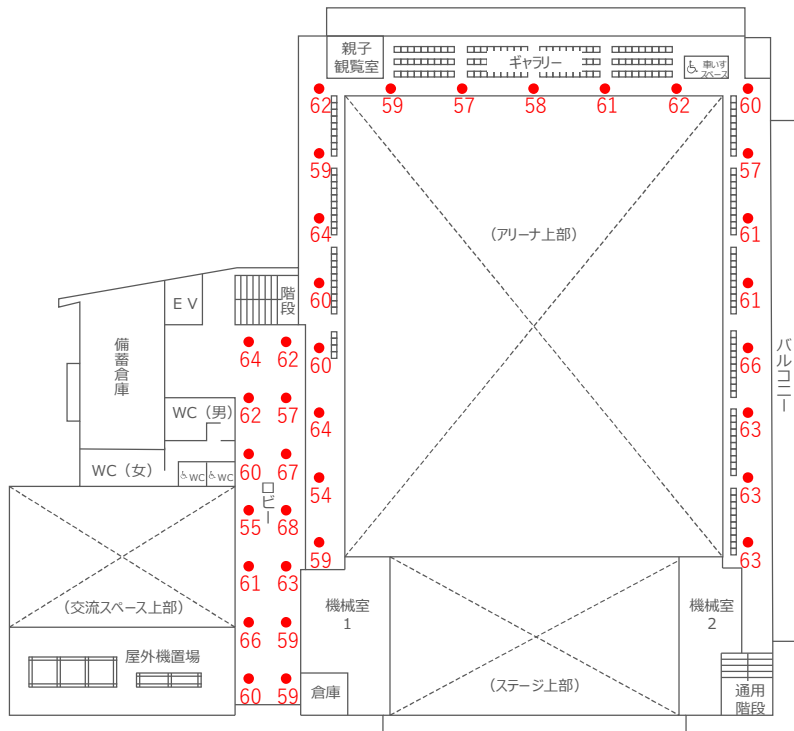 親子
観覧室
ギャラリー
車いす
スペース
62 59 57 58 61 62 60
59 57
64 61
(アリーナ上部)
60 61
EV
階段
64 62 60 66
バルコニー
備蓄倉庫
62 57
WC（男）
64 63
60 67
WC（女）
WC WC
54 63
ロビー
55 68
59 63
61 63
(交流スペース上部)
機械室
1
機械室
2
66 59
屋外機置場
(ステージ上部)
60 59
倉庫
通用
階段